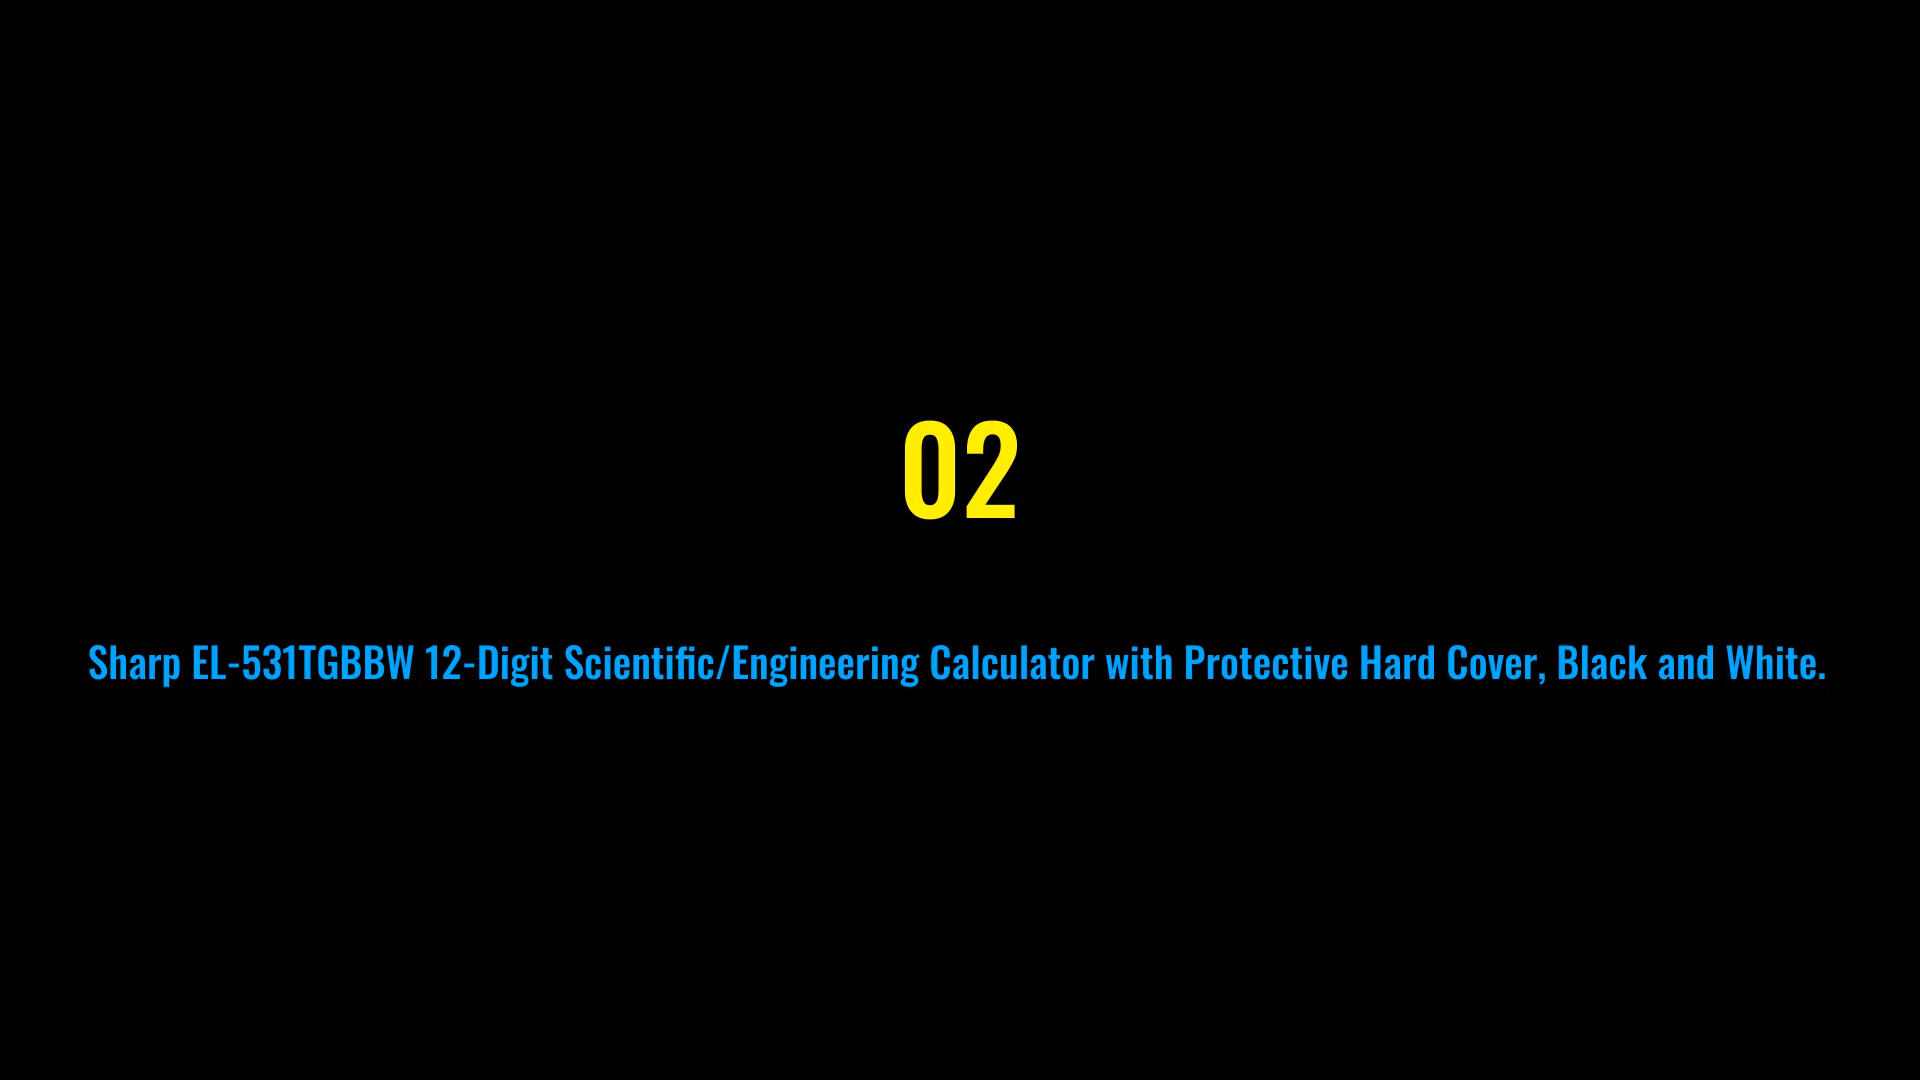 02
Sharp EL-531TGBBW 12-Digit Scientific/Engineering Calculator with Protective Hard Cover, Black and White.